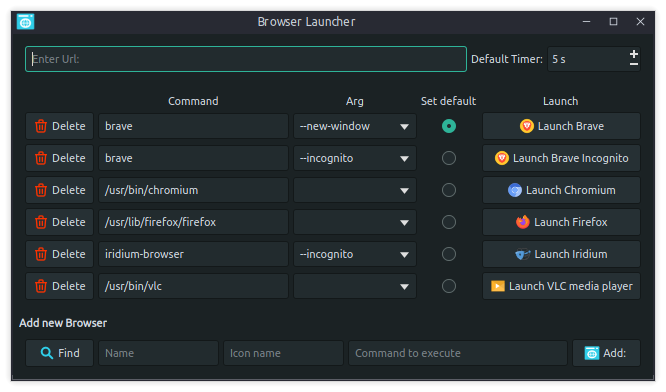 Browser Launcher
Enter Url: Default Timer: 5 s
Command Arg Set default Launch
Delete brave --new-window Launch Brave
Delete brave --incognito Launch Brave Incognito
Delete /usr/bin/chromium Launch Chromium
Delete /usr/lib/firefox/firefox Launch Firefox
Delete iridium-browser --incognito Launch Iridium
Delete /usr/bin/vlc Launch VLC media player
Add new Browser
Find Name Icon name Command to execute Add: